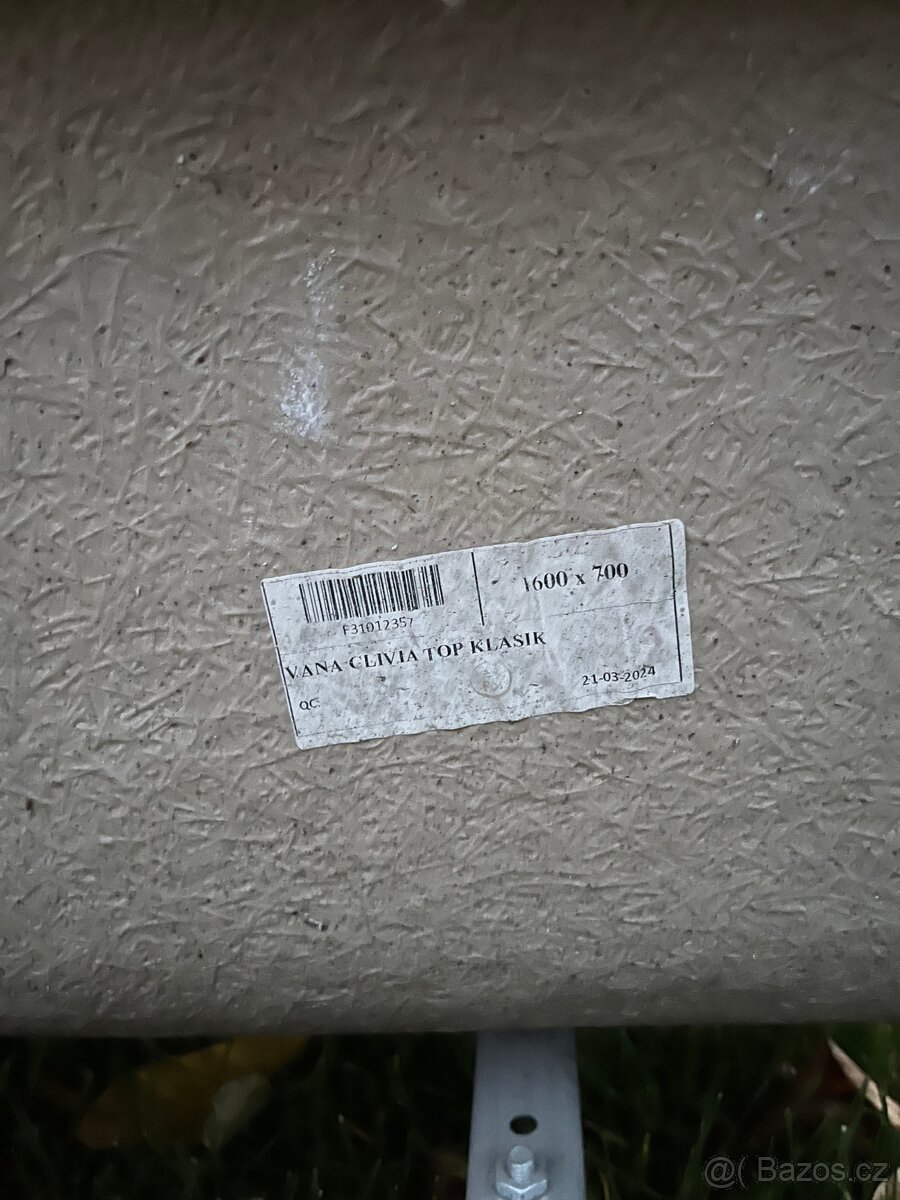 1600 x 700
F31012357
VANA CLIVIA TOP KLASIK
QC:
21-03-2024
@( Bazos.cz